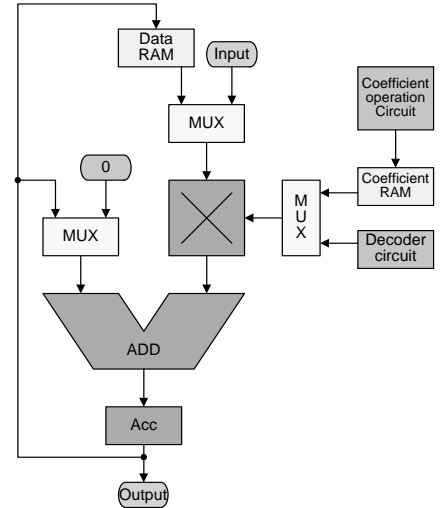 Data
RAM
Input
Coefficient
operation
Circuit
MUX
0
Coefficient
RAM
M
U
X
MUX
Decoder
circuit
ADD
Acc
Output